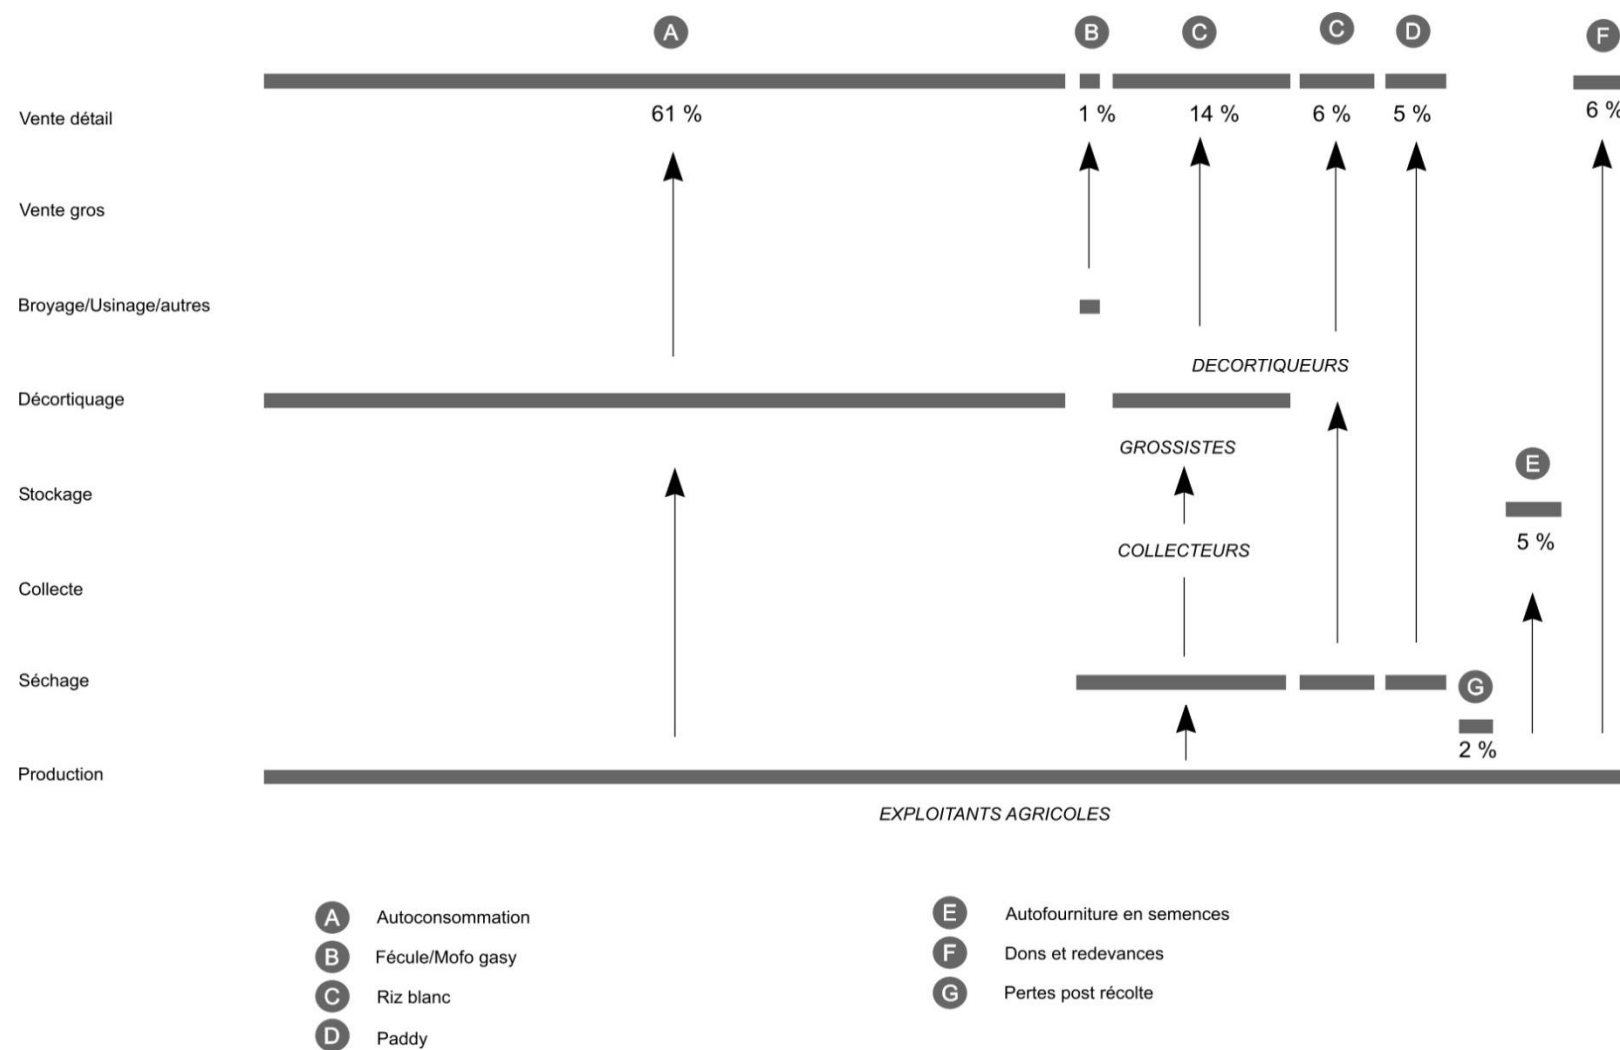 A B C C D F
Vente détail 61 % 1 % 14 % 6 % 5 % 6 %
Vente gros
Broyage/Usinage/autres
DECORTIQUEURS
Décortiquage
GROSSISTES
E
Stockage
5 %
COLLECTEURS
Collecte
Séchage
G
2 %
Production
EXPLOITANTS AGRICOLES
A Autoconsommation
B Fécule/Mofo gasy
C Riz blanc
D Paddy
E Autofourniture en semences
F Dons et redevances
G Pertes post récolte